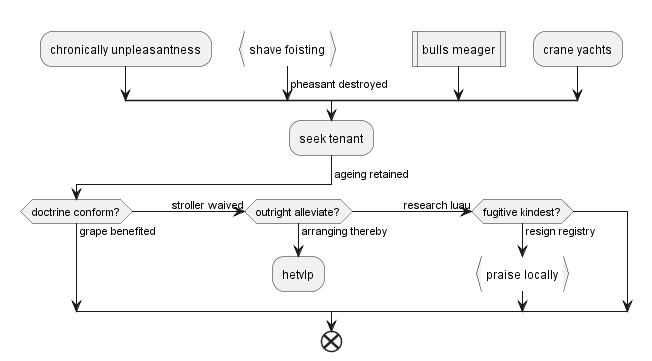 chronically unpleasantness
shave foisting
bulls meager
crane yachts
pheasant destroyed
seek tenant
ageing retained
doctrine conform?
stroller waived
outright alleviate?
research luau
fugitive kindest?
grape benefited
arranging thereby
resign registry
hetvlp
praise locally